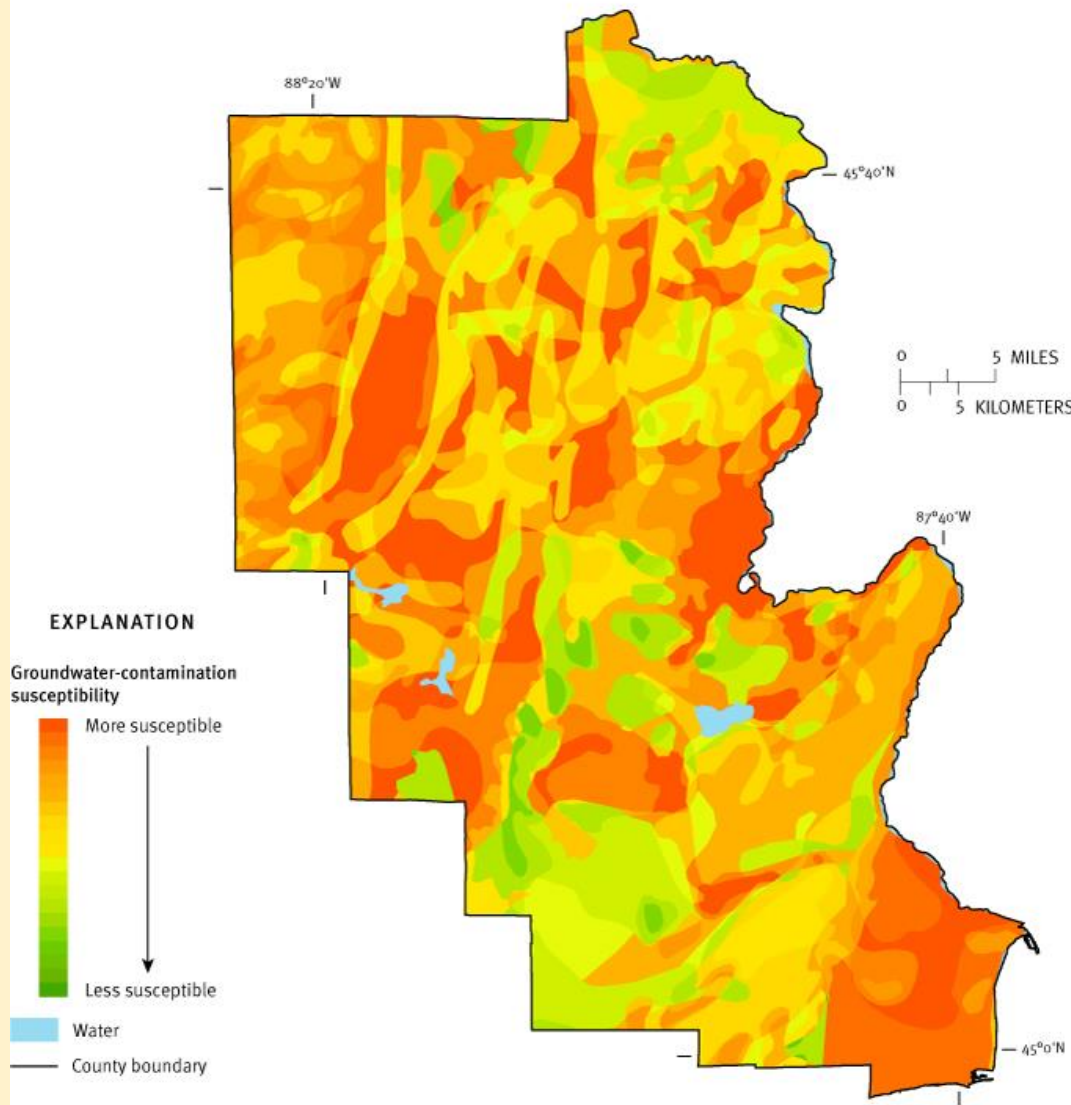 88°20'W
45°40'N
0 5 MILES
0 5 KILOMETERS
87°40'W
EXPLANATION
Groundwater-contamination
susceptibility
More susceptible
Less susceptible
Water
County boundary
45°0'N